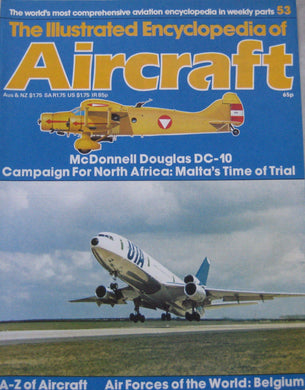 The world's most comprehensive aviation encyclopedia in weekly parts 53
The Illustrated Encyclopedia of
Aircraft
Aus & NZ $1.75 SA R1.75 US $1.75 IR 85p
65p
McDonnell Douglas DC-10
Campaign For North Africa: Malta's Time of Trial
UTA
A-Z of Aircraft Air Forces of the World: Belgium